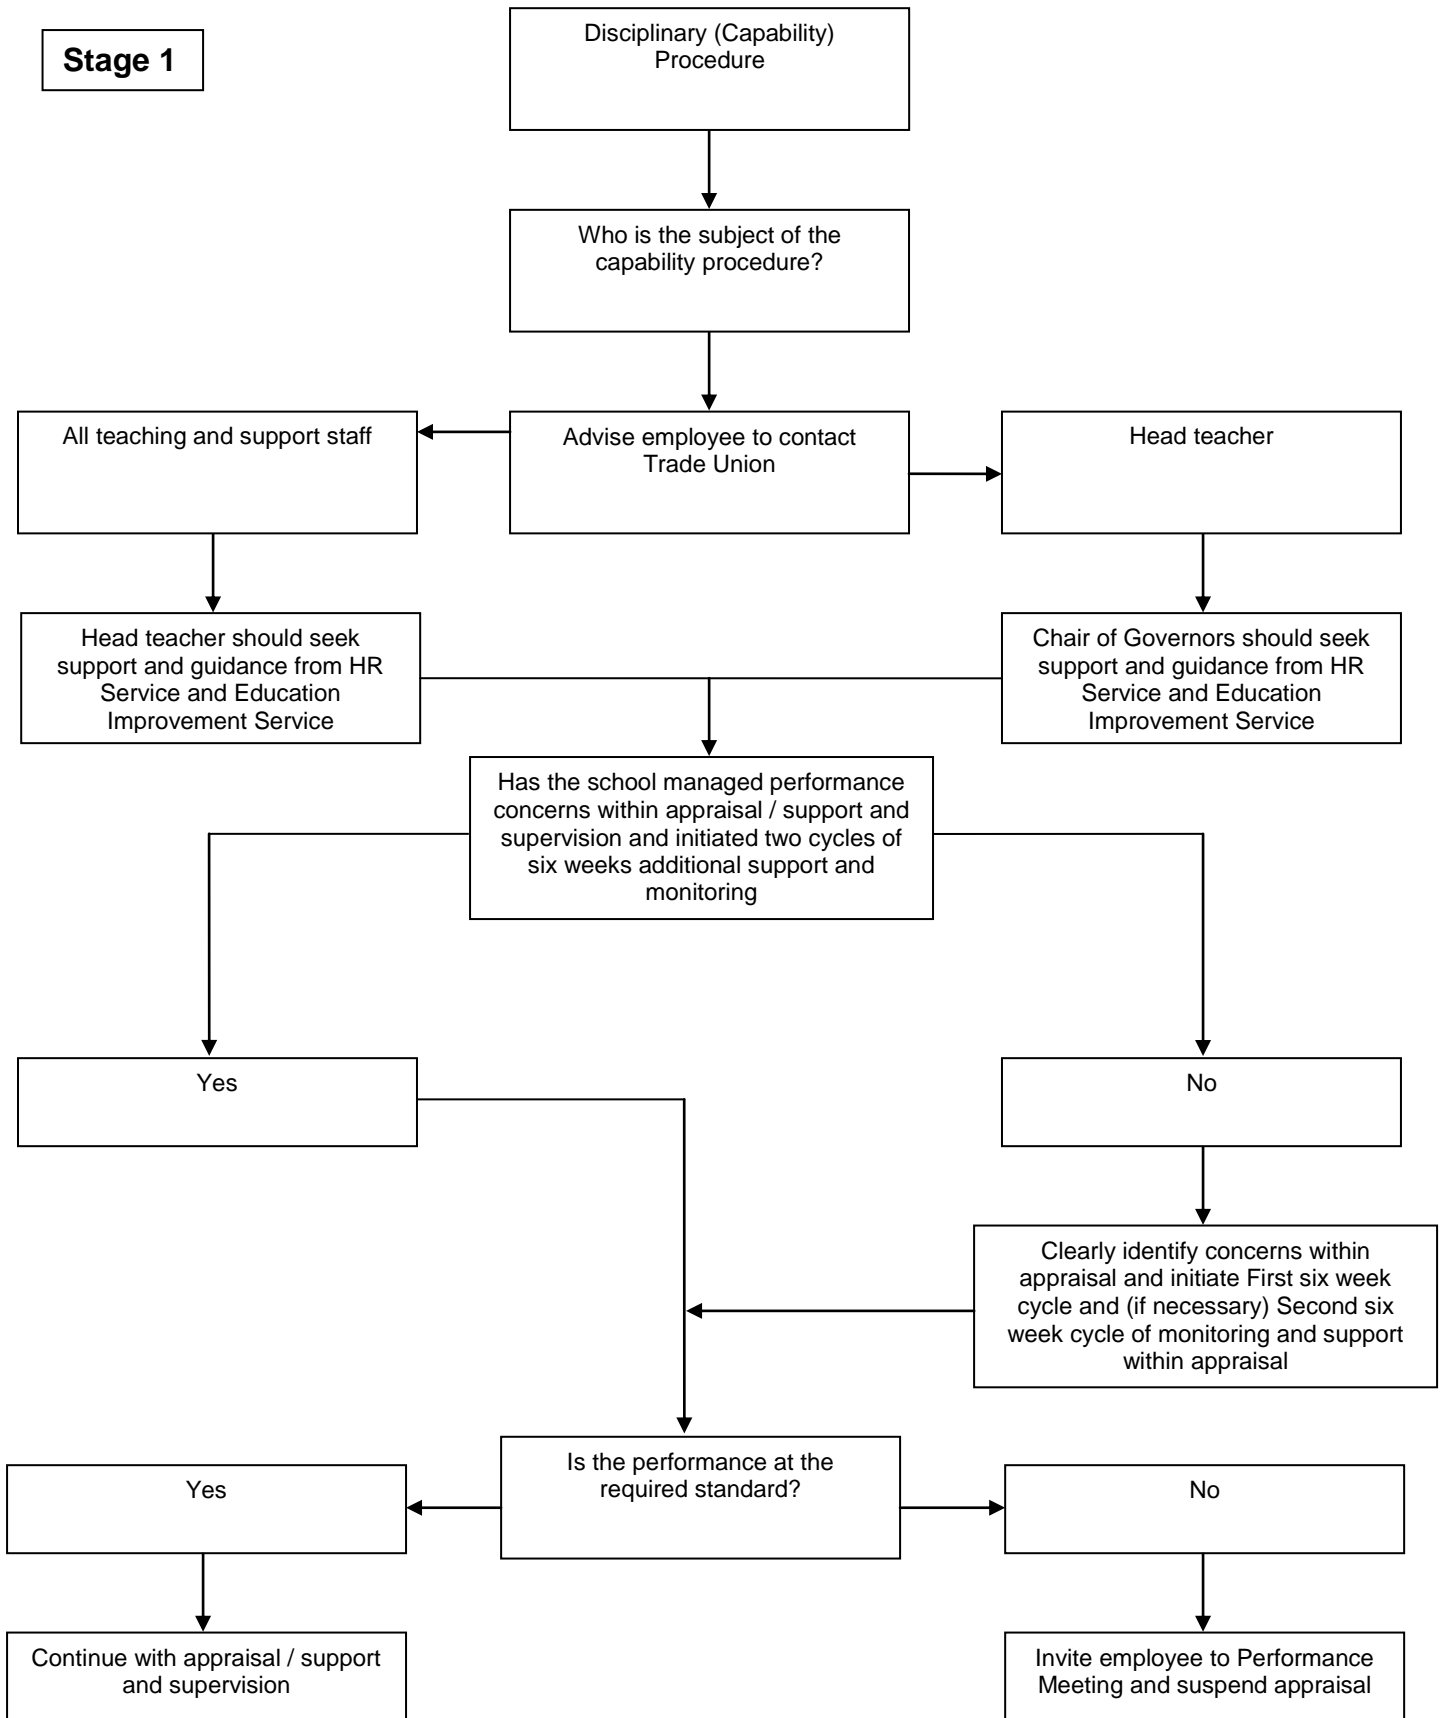 Stage 1
Disciplinary (Capability)
Procedure
Who is the subject of the
capability procedure?
All teaching and support staff
Advise employee to contact
Trade Union
Head teacher
Head teacher should seek
support and guidance from HR
Service and Education
Improvement Service
Chair of Governors should seek
support and guidance from HR
Service and Education
Improvement Service
Has the school managed performance
concerns within appraisal / support and
supervision and initiated two cycles of
six weeks additional support and
monitoring
Yes
No
Clearly identify concerns within
appraisal and initiate First six week
cycle and (if necessary) Second six
week cycle of monitoring and support
within appraisal
Is the performance at the
required standard?
Yes
No
Continue with appraisal / support
and supervision
Invite employee to Performance
Meeting and suspend appraisal